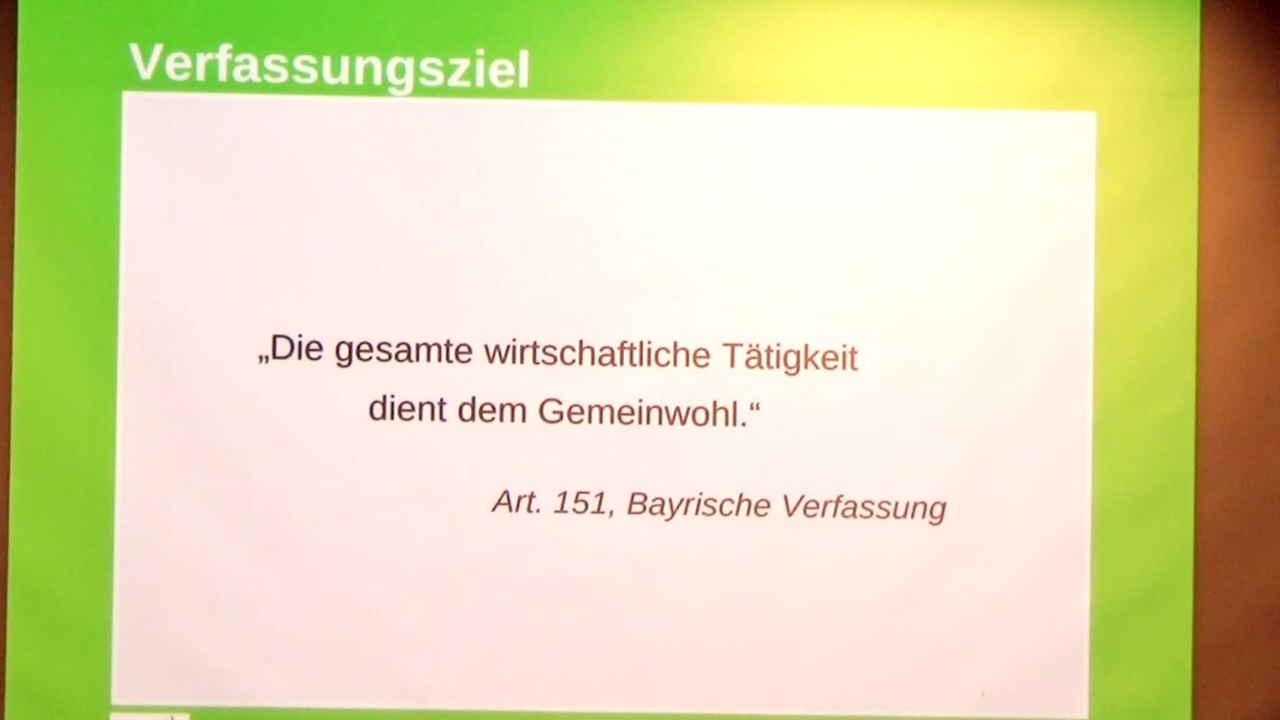 Verfassungsziel
„Die gesamte wirtschaftliche Tätigkeit
dient dem Gemeinwohl.“
Art. 151, Bayrische Verfassung